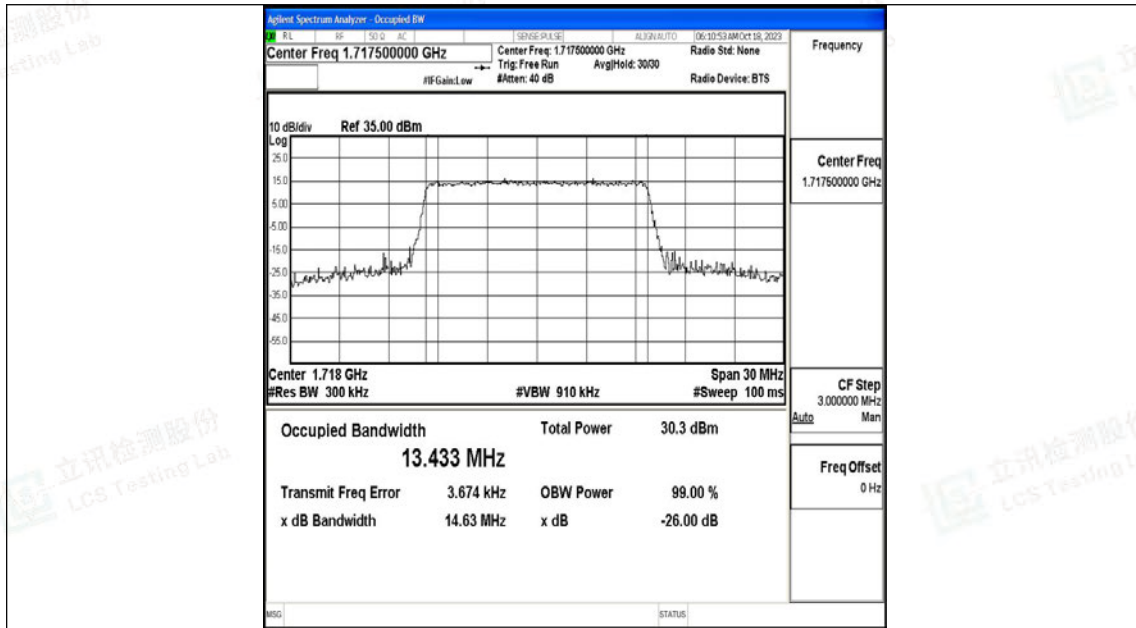 Agilent Spectrum Analyzer - Occupied BW
RL RF 50 Ω AC SENSE:PULSE ALIGNAUTO 06:10:53 AM Oct 18, 2023
Center Freq 1.717500000 GHz
Center Freq: 1.717500000 GHz
Radio Std: None
Trig: Free Run Avg|Hold: 30/30
#IFGain:Low
#Atten: 40 dB
Radio Device: BTS
Frequency
10 dB/div Ref 35.00 dBm
Log
25.0
15.0
5.00
-5.00
-15.0
-25.0
-35.0
-45.0
-55.0
Center 1.718 GHz
Span 30 MHz
#Res BW 300 kHz
#VBW 910 kHz
#Sweep 100 ms
Occupied Bandwidth
13.433 MHz
Total Power 30.3 dBm
Transmit Freq Error 3.674 kHz
OBW Power 99.00 %
x dB Bandwidth 14.63 MHz
x dB -26.00 dB
MSG
STATUS
Center Freq
1.717500000 GHz
CF Step
3.000000 MHz
Auto Man
Freq Offset
0 Hz
立讯检测股份
LCS Testing Lab